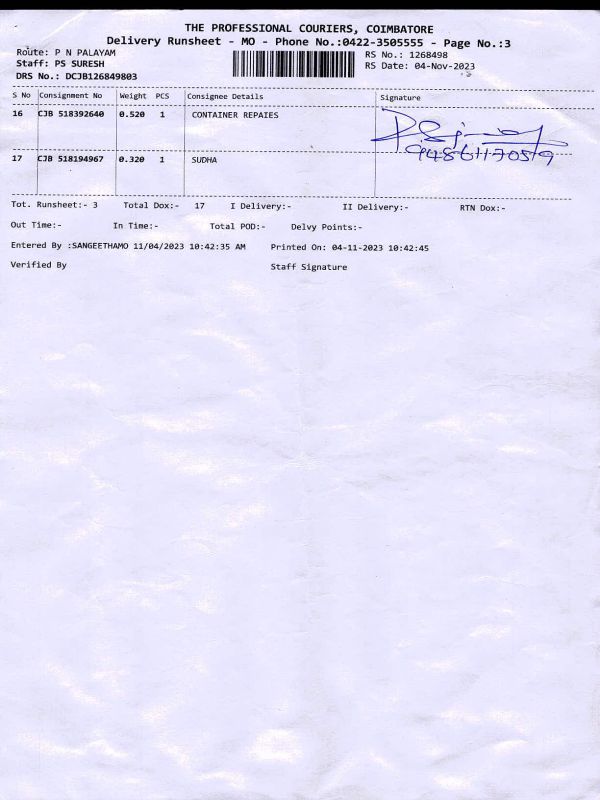 THE PROFESSIONAL COURIERS, COIMBATORE
Delivery Runsheet - MO - Phone No.:0422-3505555 - Page No.:3
Route: P N PALAYAM
RS No.: 1268498
Staff: PS SURESH
RS Date: 04-Nov-2023
DRS No.: DCJB126849803
S No Consignment No Weight PCS Consignee Details Signature
16 CJB 518392640 0.520 1 CONTAINER REPAIES
17 CJB 518194967 0.320 1 SUDHA
Tot. Runsheet:- 3 Total Dox:- 17 I Delivery:- II Delivery:- RTN Dox:-
Out Time:- In Time:- Total POD:- Delvy Points:-
Entered By :SANGEETHAMO 11/04/2023 10:42:35 AM Printed On: 04-11-2023 10:42:45
Verified By Staff Signature